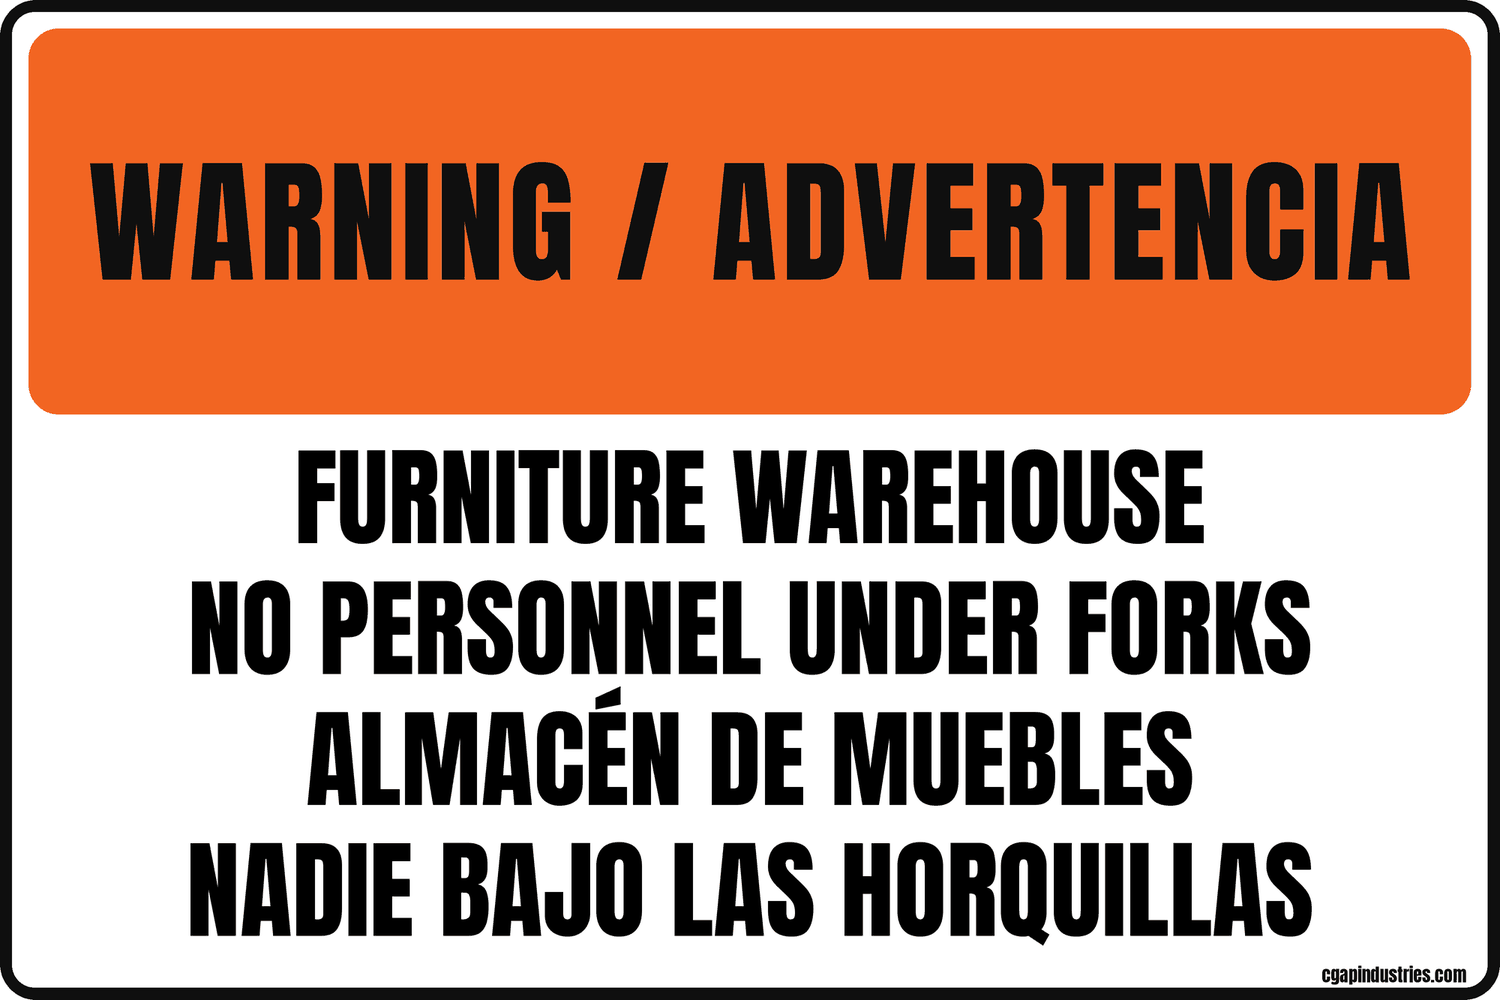 WARNING / ADVERTENCIA
FURNITURE WAREHOUSE
NO PERSONNEL UNDER FORKS
ALMACÉN DE MUEBLES
NADIE BAJO LAS HORQUILLAS
cgapindustries.com